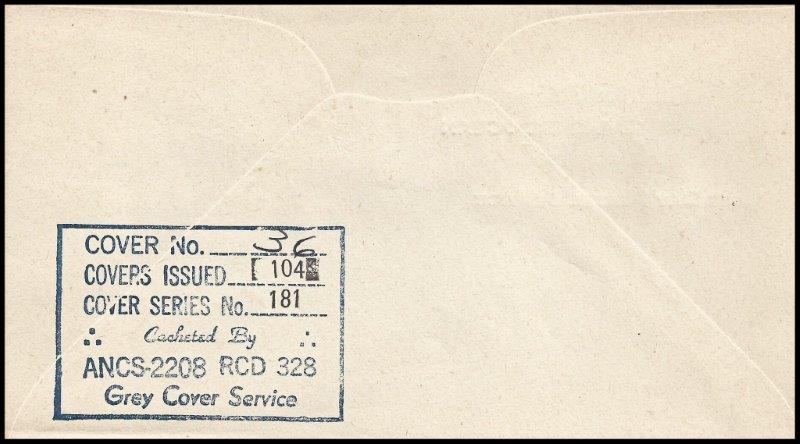 COVER No. 36
COVERS ISSUED 104
COVER SERIES No. 181
Cacheted By
ANCS-2208 RCD 328
Grey Cover Service